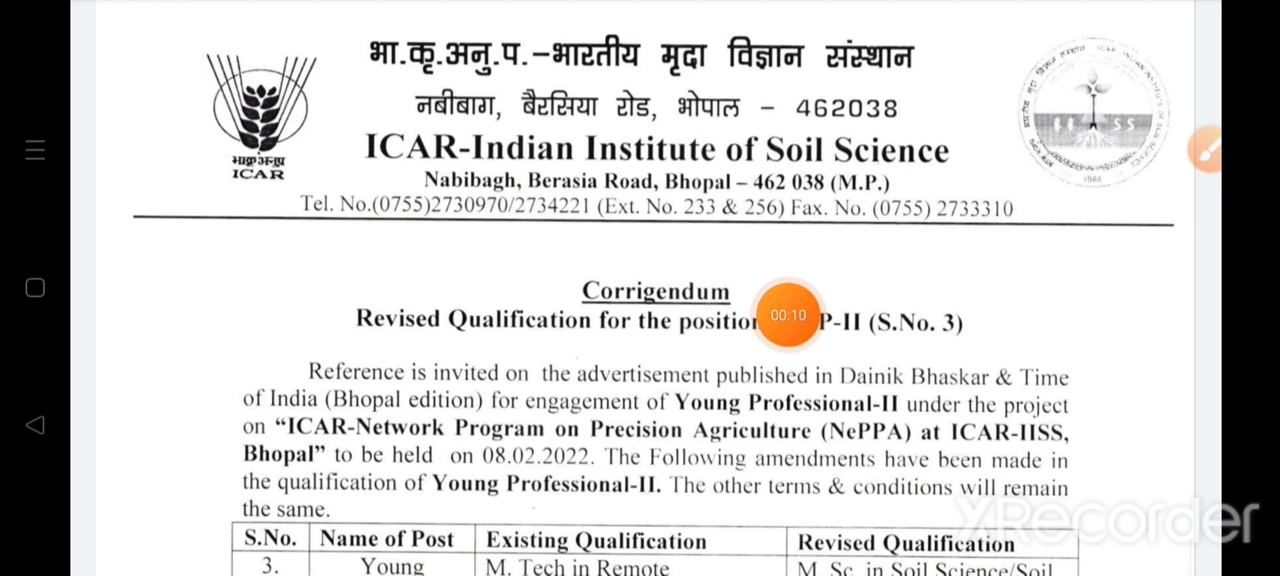 भा.कृ.अनु.प.–भारतीय मृदा विज्ञान संस्थान
नबीबाग, बैरसिया रोड, भोपाल – 462038
ICAR-Indian Institute of Soil Science
Nabibagh, Berasia Road, Bhopal – 462 038 (M.P.)
Tel. No.(0755)2730970/2734221 (Ext. No. 233 & 256) Fax. No. (0755) 2733310
भाकृअनुप
ICAR
1988
Corrigendum
Revised Qualification for the position P-II (S.No. 3)
00:10
Reference is invited on the advertisement published in Dainik Bhaskar & Time
of India (Bhopal edition) for engagement of Young Professional-II under the project
on “ICAR-Network Program on Precision Agriculture (NePPA) at ICAR-IISS,
Bhopal” to be held on 08.02.2022. The Following amendments have been made in
the qualification of Young Professional-II. The other terms & conditions will remain
the same.
XRecorder
S.No. Name of Post Existing Qualification Revised Qualification
3. Young M. Tech in Remote M. Sc. in Soil Science/Soil